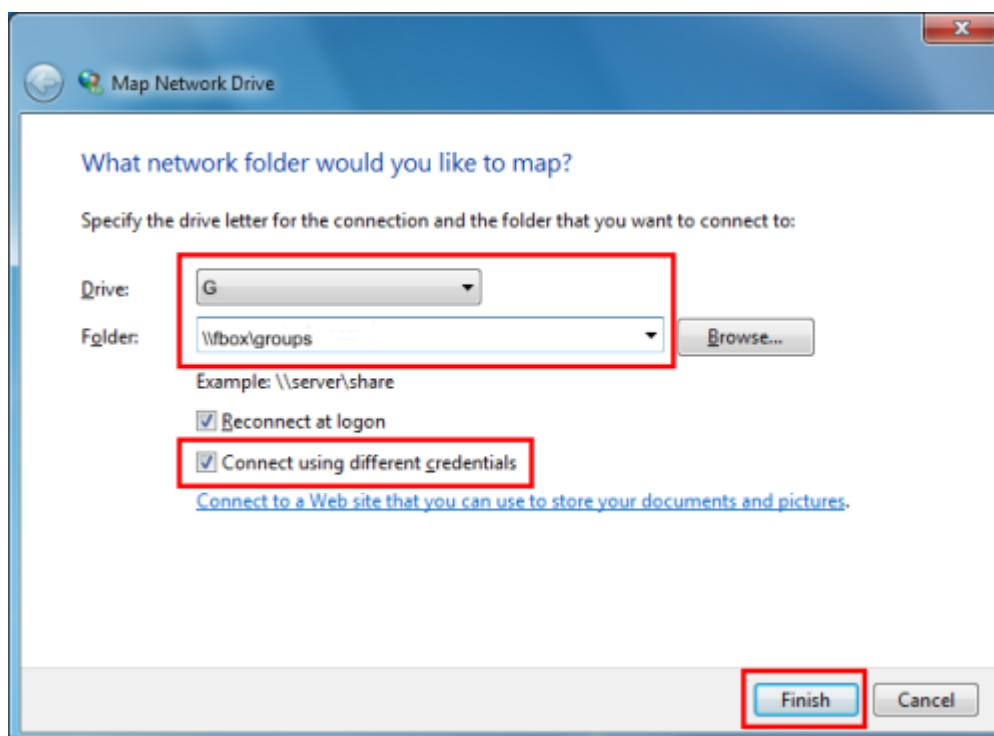 Map Network Drive
What network folder would you like to map?
Specify the drive letter for the connection and the folder that you want to connect to:
Drive: G
Folder: \\fbox\groups Browse...
Example: \\server\share
Reconnect at logon
Connect using different credentials
Connect to a Web site that you can use to store your documents and pictures.
Finish Cancel